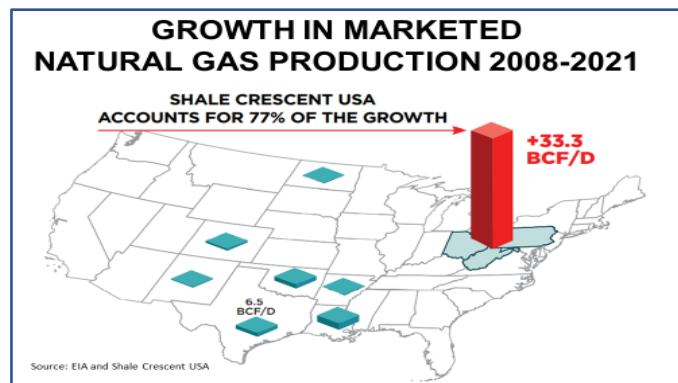 GROWTH IN MARKETED
NATURAL GAS PRODUCTION 2008-2021
SHALE CRESCENT USA
ACCOUNTS FOR 77% OF THE GROWTH
+33.3
BCF/D
6.5
BCF/D
Source: EIA and Shale Crescent USA